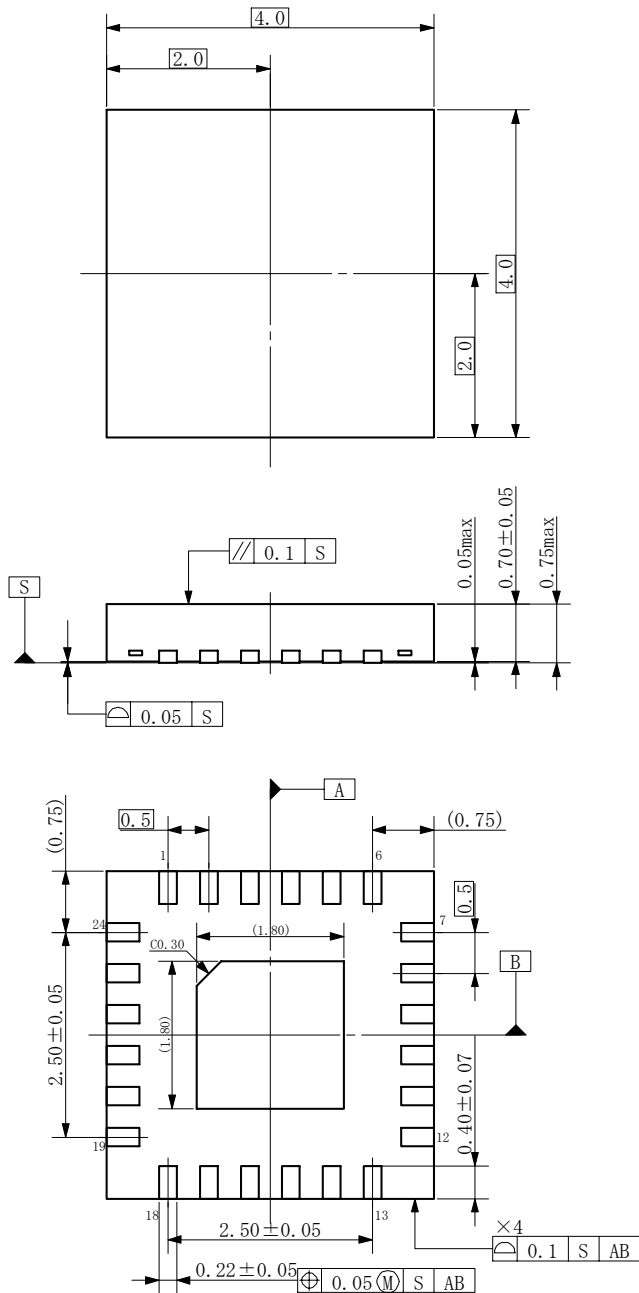 4.0
2.0
4.0
2.0
// 0.1 S
0.05max
0.70±0.05
0.75max
S
⌓ 0.05 S
A
0.5
(0.75)
(0.75)
1
6
24
7
0.5
(1.80)
C0.30
B
(1.80)
2.50±0.05
0.40±0.07
19
12
18
13
2.50±0.05
×4
⌓ 0.1 S AB
0.22±0.05
⌖ 0.05 Ⓜ S AB